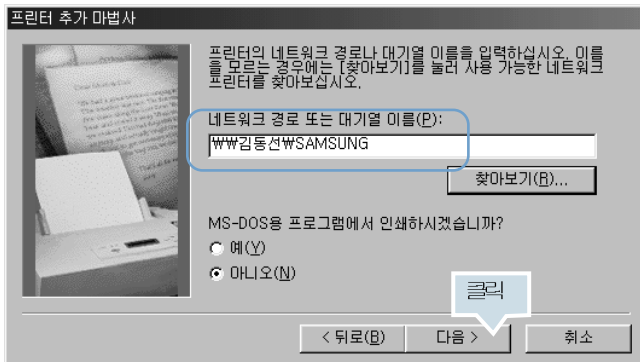 프린터 추가 마법사
프린터의 네트워크 경로나 대기열 이름을 입력하십시오. 이름
을 모르는 경우에는 [찾아보기]를 눌러 사용 가능한 네트워크
프린터를 찾아보십시오.
네트워크 경로 또는 대기열 이름(P):
₩₩김동선₩SAMSUNG
찾아보기(R)...
MS-DOS용 프로그램에서 인쇄하시겠습니까?
예(Y)
아니오(N)
클릭
< 뒤로(B)
다음 >
취소